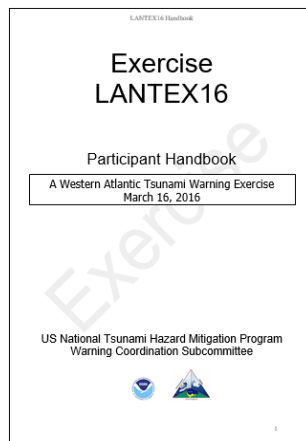 LANTEX16 Handbook
Exercise
LANTEX16
Participant Handbook
A Western Atlantic Tsunami Warning Exercise
March 16, 2016
Exercise
US National Tsunami Hazard Mitigation Program
Warning Coordination Subcommittee
1